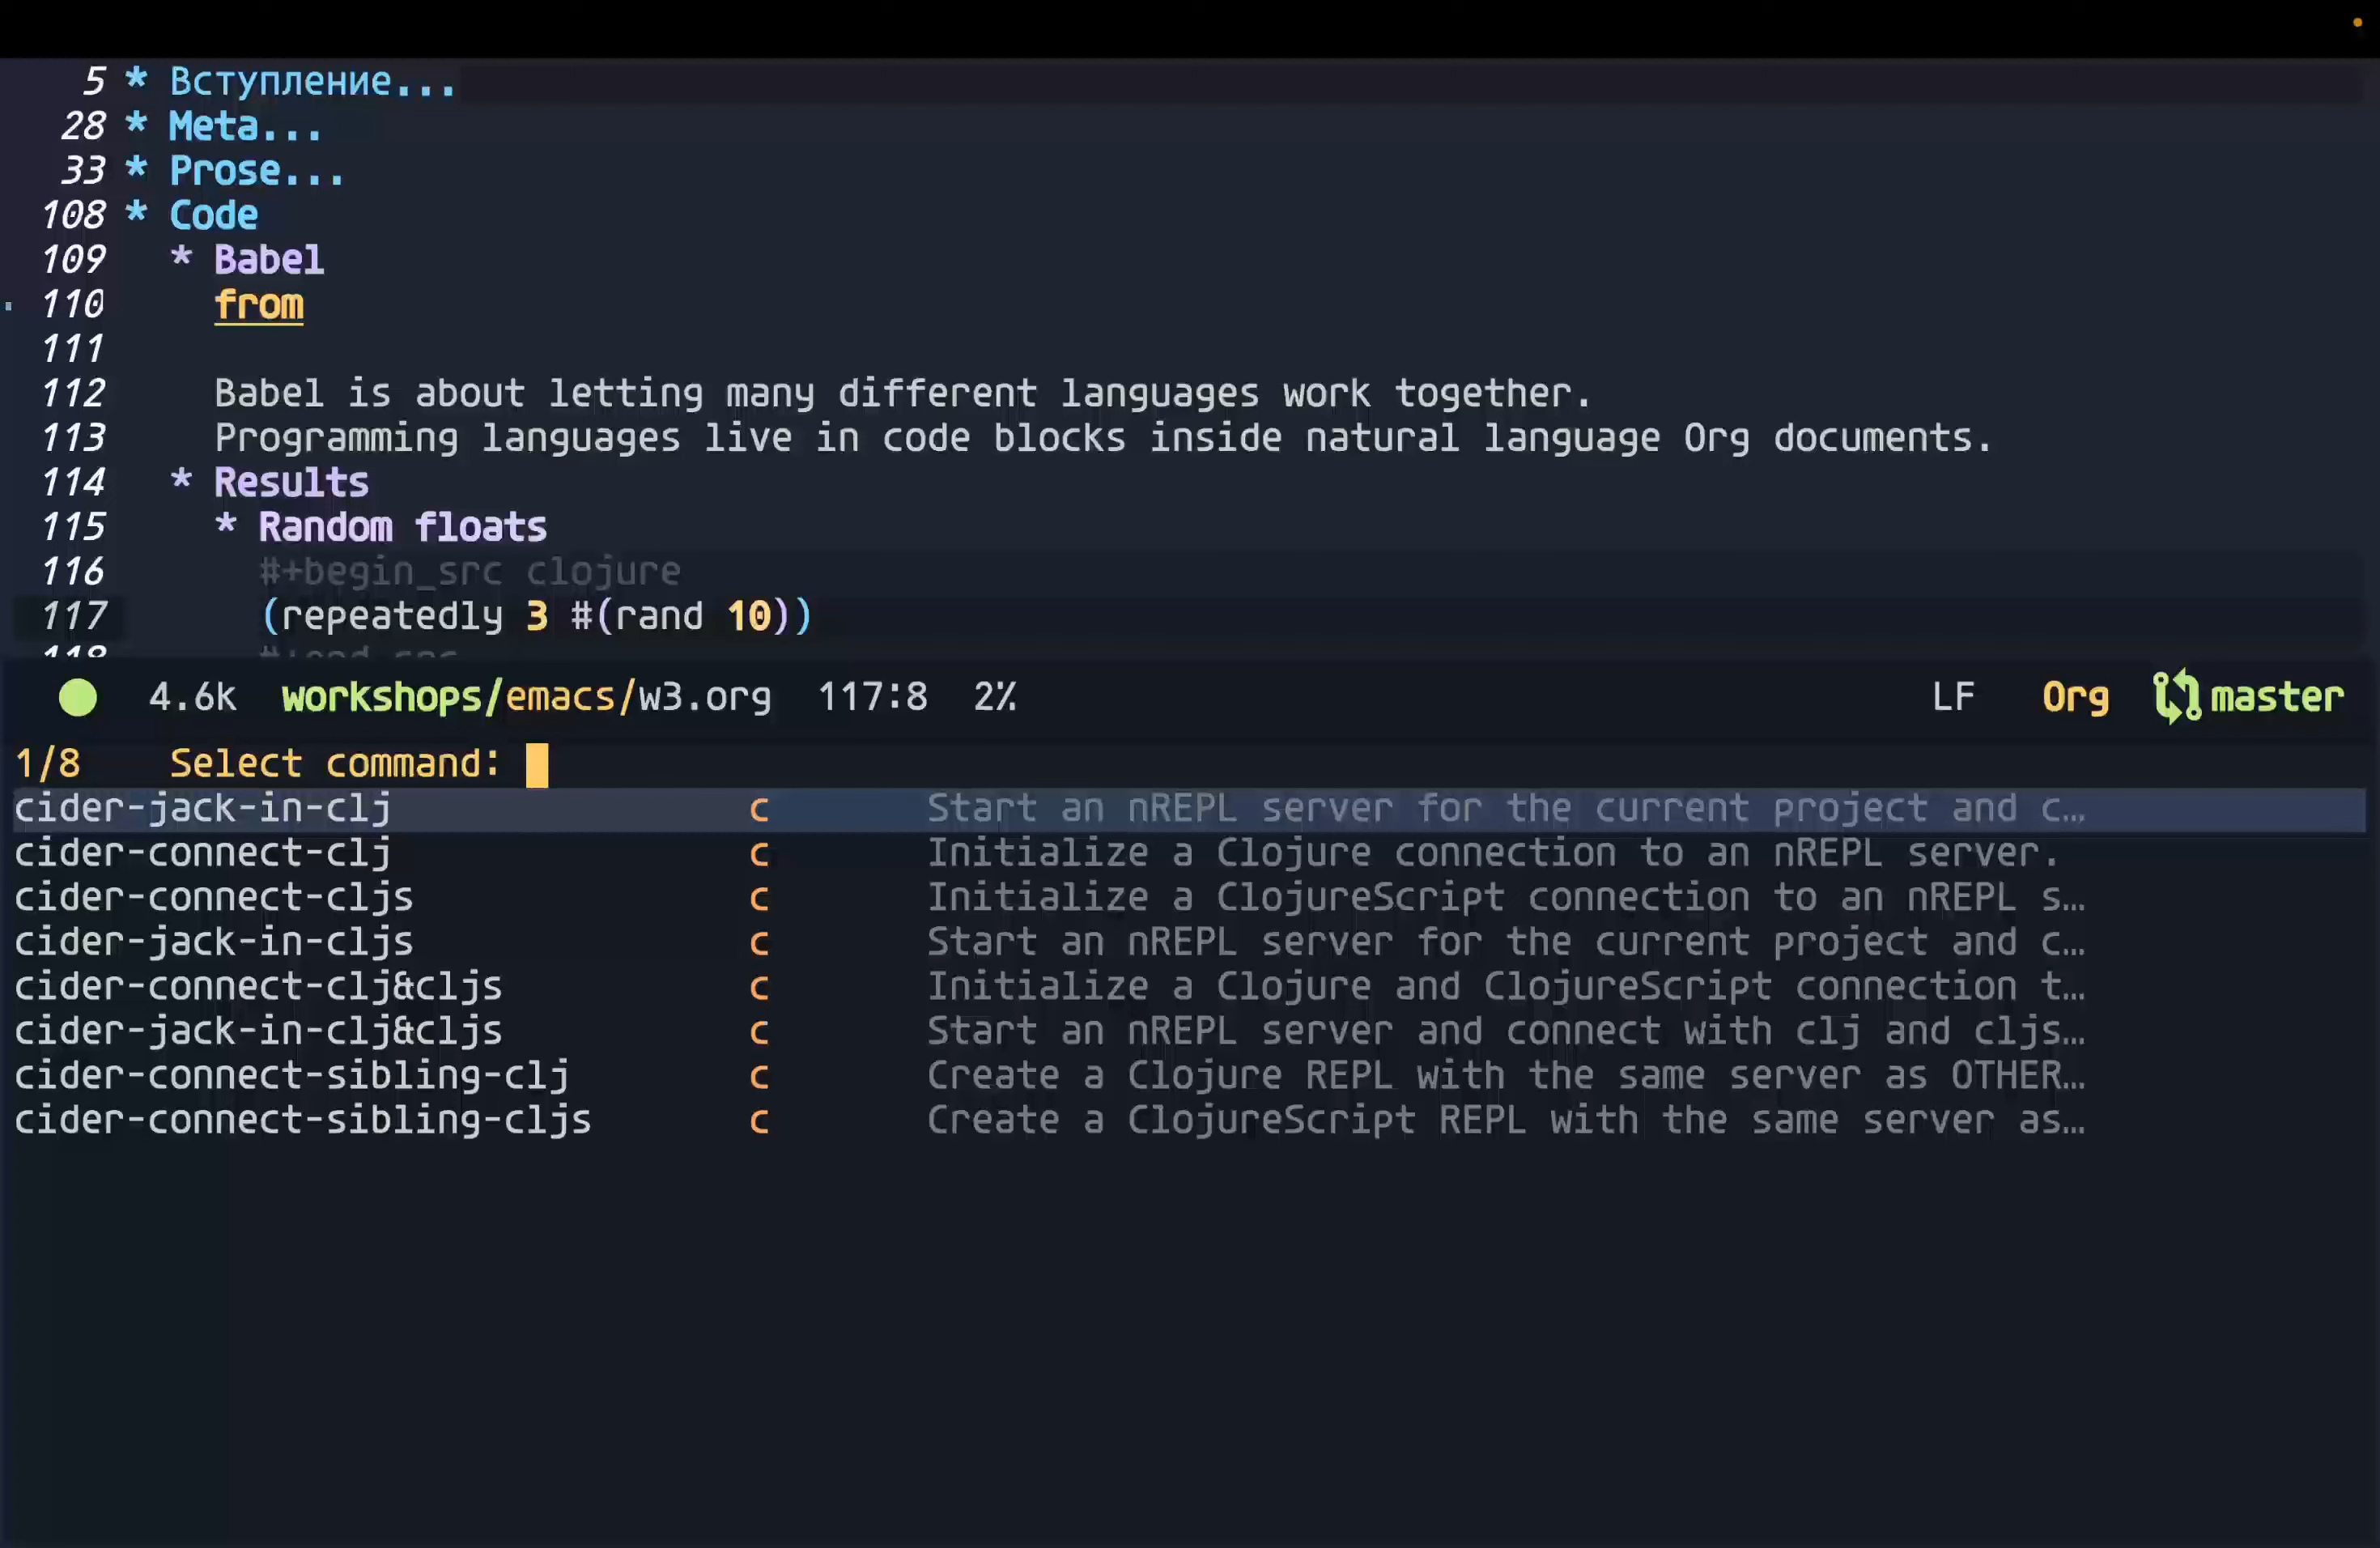 5 * Вступление...
28 * Meta...
33 * Prose...
108 * Code
109 * Babel
110 from
111
112 Babel is about letting many different languages work together.
113 Programming languages live in code blocks inside natural language Org documents.
114 * Results
115 * Random floats
116 #+begin_src clojure
117 (repeatedly 3 #(rand 10))
118 #+end_src
4.6k workshops/emacs/w3.org 117:8 2% LF Org master
1/8 Select command:
cider-jack-in-clj c Start an nREPL server for the current project and c…
cider-connect-clj c Initialize a Clojure connection to an nREPL server.
cider-connect-cljs c Initialize a ClojureScript connection to an nREPL s…
cider-jack-in-cljs c Start an nREPL server for the current project and c…
cider-connect-clj&cljs c Initialize a Clojure and ClojureScript connection t…
cider-jack-in-clj&cljs c Start an nREPL server and connect with clj and cljs…
cider-connect-sibling-clj c Create a Clojure REPL with the same server as OTHER…
cider-connect-sibling-cljs c Create a ClojureScript REPL with the same server as…